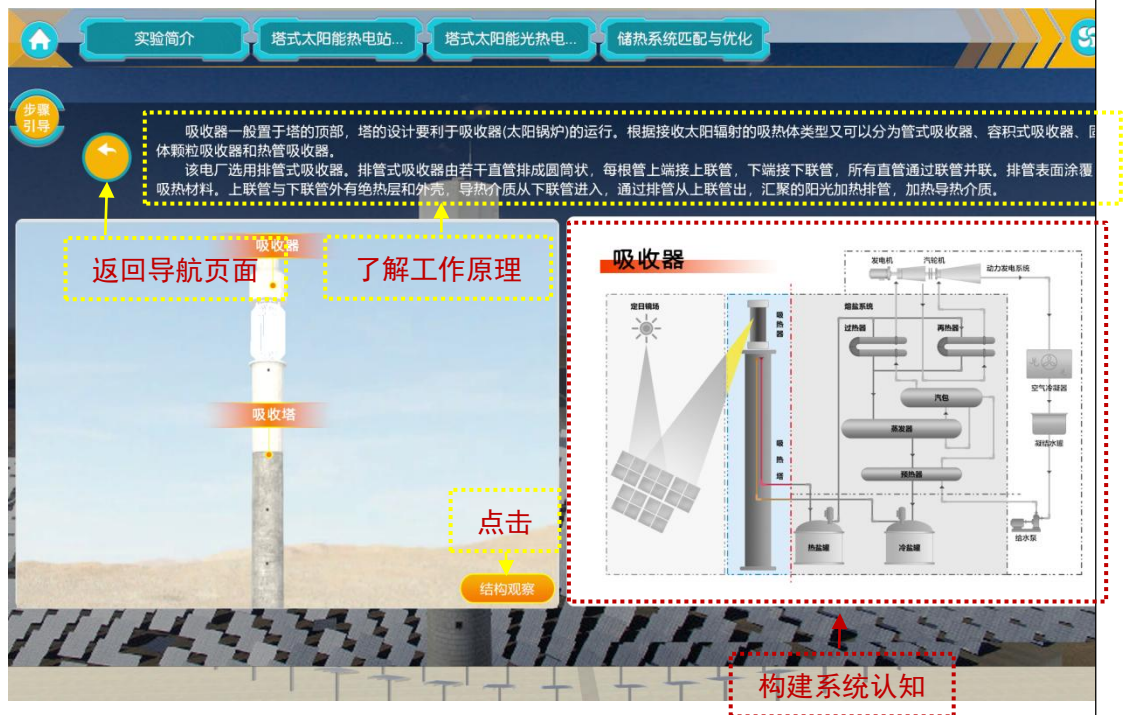 实验简介
塔式太阳能热电站...
塔式太阳能光热电...
储热系统匹配与优化
步骤
引导
吸收器一般置于塔的顶部，塔的设计要利于吸收器(太阳锅炉)的运行。根据接收太阳辐射的吸热体类型又可以分为管式吸收器、容积式吸收器、固
体颗粒吸收器和热管吸收器。
该电厂选用排管式吸收器。排管式吸收器由若干直管排成圆筒状，每根管上端接上联管，下端接下联管，所有直管通过联管并联。排管表面涂覆
吸热材料。上联管与下联管外有绝热层和外壳，导热介质从下联管进入，通过排管从上联管出，汇聚的阳光加热排管，加热导热介质。
返回导航页面
了解工作原理
吸收器
吸收塔
点击
结构观察
吸收器
发电机
汽轮机
动力发电系统
定日镜场
吸热器
熔盐系统
过热器
再热器
空气冷凝器
汽包
蒸发器
凝结水罐
吸热塔
预热器
热盐罐
冷盐罐
给水泵
构建系统认知